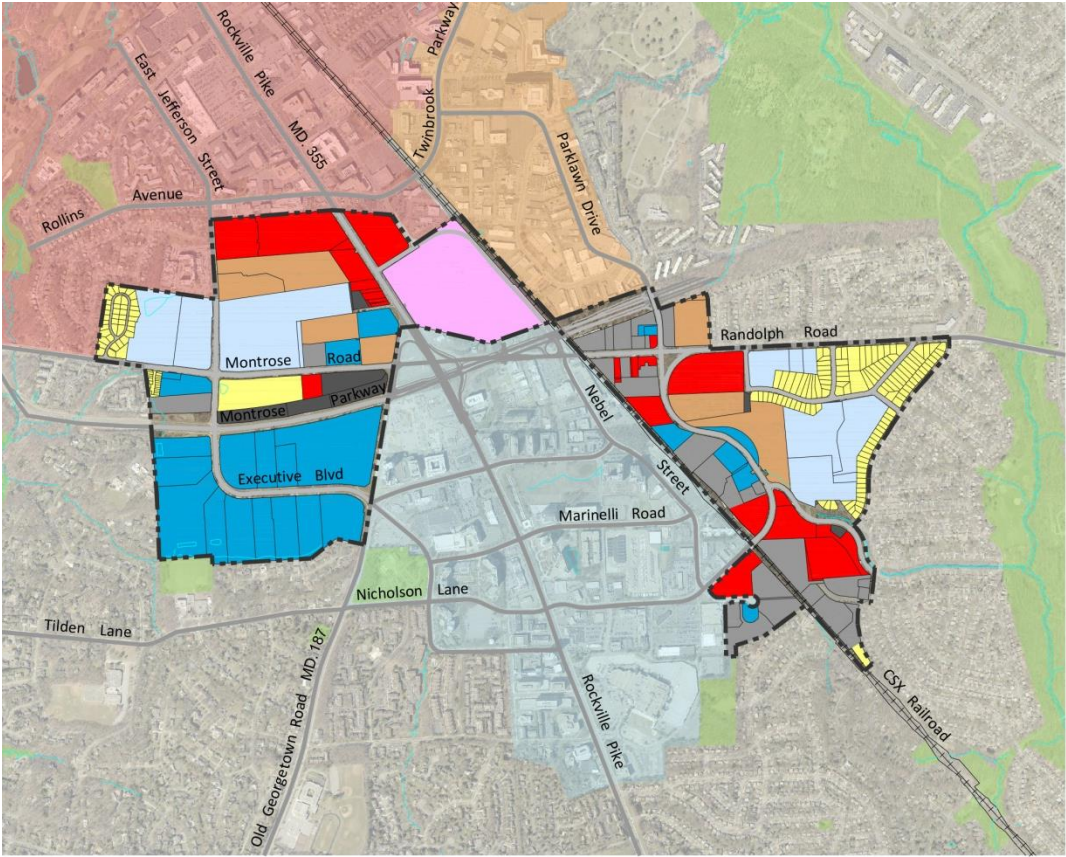 Rockville Pike
MD. 355
East Jefferson Street
Twinbrook Parkway
Parklawn Drive
Rollins Avenue
Montrose Road
Randolph Road
Montrose Parkway
Nebel Street
Executive Blvd
Marinelli Road
Nicholson Lane
Tilden Lane
Old Georgetown Road MD. 187
Rockville Pike
CSX Railroad